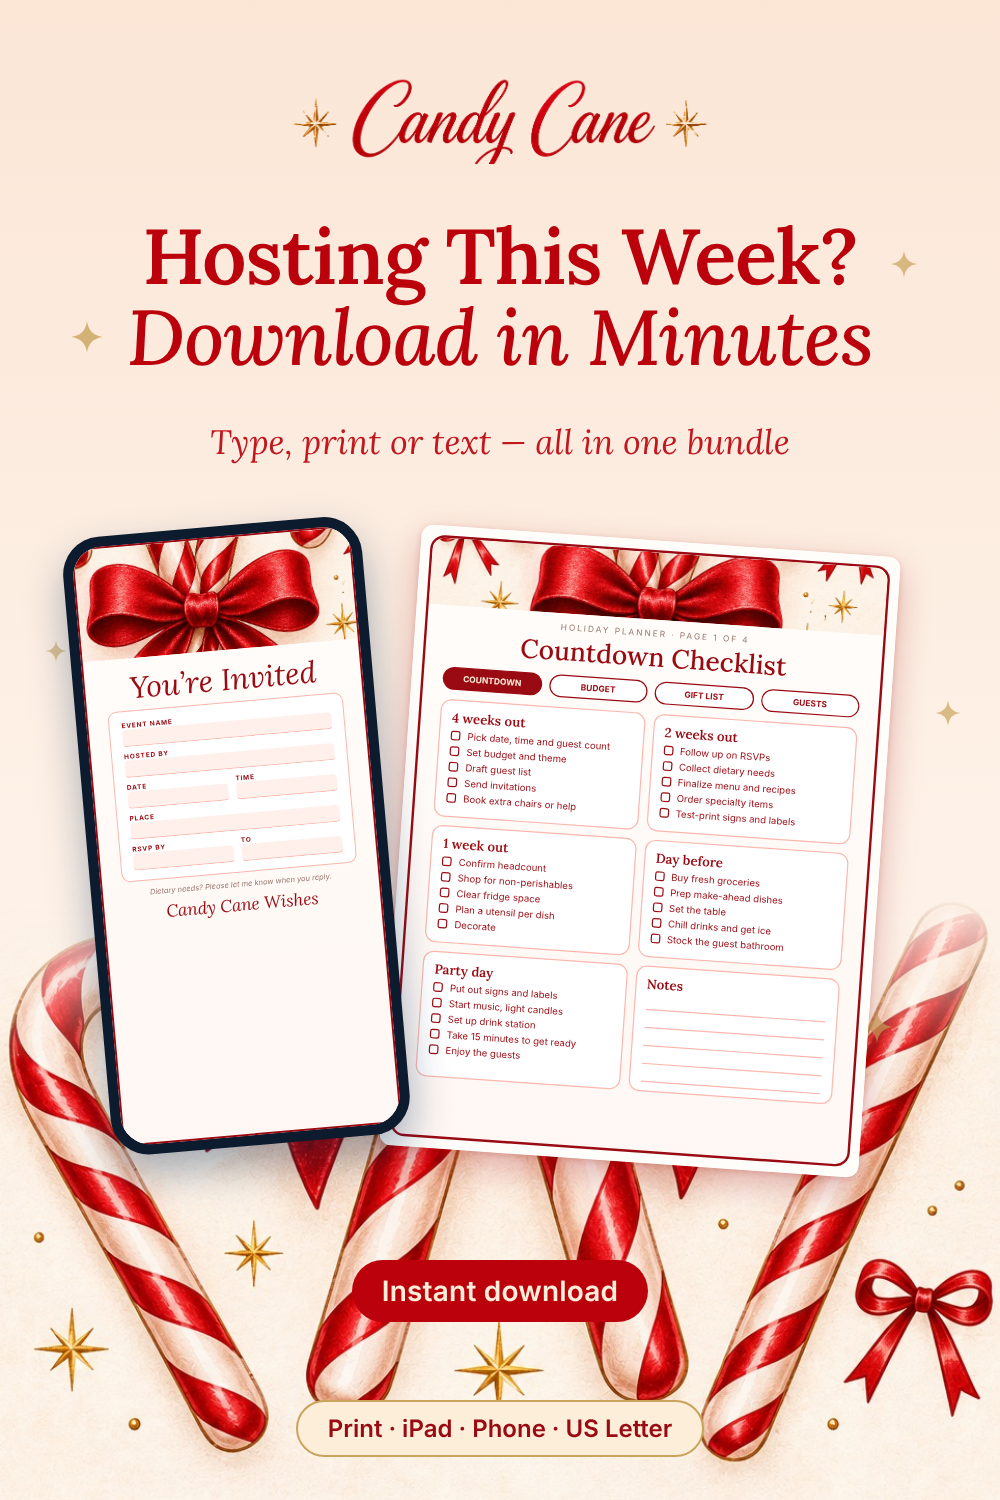 Candy Cane
Hosting This Week?
Download in Minutes
Type, print or text — all in one bundle
You're Invited
EVENT NAME
HOSTED BY
DATE
TIME
PLACE
RSVP BY
TO
Dietary needs? Please let me know when you reply.
Candy Cane Wishes
HOLIDAY PLANNER · PAGE 1 OF 4
Countdown Checklist
COUNTDOWN
BUDGET
GIFT LIST
GUESTS
4 weeks out
Pick date, time and guest count
Set budget and theme
Draft guest list
Send invitations
Book extra chairs or help
2 weeks out
Follow up on RSVPs
Collect dietary needs
Finalize menu and recipes
Order specialty items
Test-print signs and labels
1 week out
Confirm headcount
Shop for non-perishables
Clear fridge space
Plan a utensil per dish
Decorate
Day before
Buy fresh groceries
Prep make-ahead dishes
Set the table
Chill drinks and get ice
Stock the guest bathroom
Party day
Put out signs and labels
Start music, light candles
Set up drink station
Take 15 minutes to get ready
Enjoy the guests
Notes
Instant download
Print · iPad · Phone · US Letter